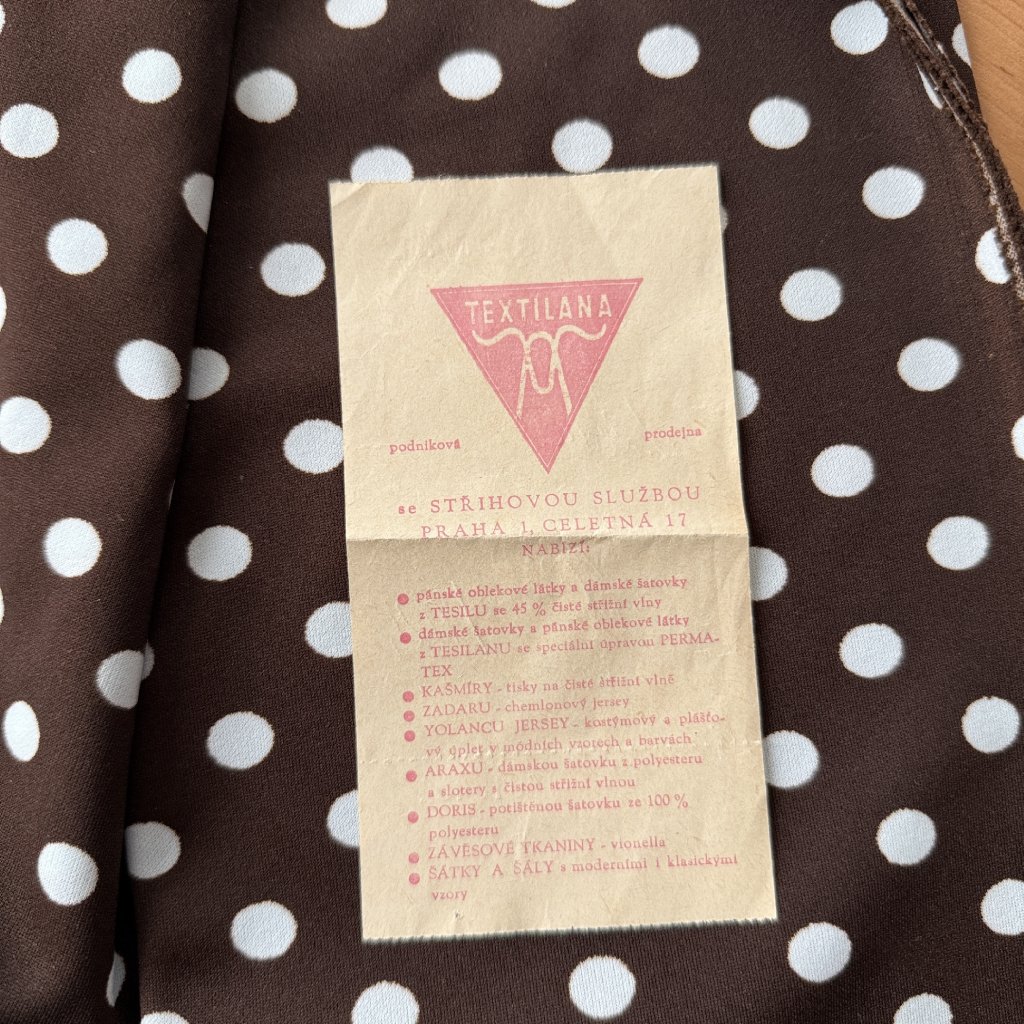 TEXTILANA
podniková prodejna
se STŘIHOVOU SLUŽBOU
PRAHA 1, CELETNÁ 17
NABÍZÍ:
● pánské oblekové látky a dámské šatovky
z TESILU se 45 % čisté střižní vlny
● dámské šatovky a pánské oblekové látky
z TESILANU se speciální úpravou PERMA-
TEX
● KAŠMÍRY - tisky na čisté střižní vlně
● ZADARU - chemlonový jersey
● YOLANCU JERSEY - kostýmový a plášťo-
vý úplet v módních vzorech a barvách
● ARAXU - dámskou šatovku z polyesteru
a slotery s čistou střižní vlnou
● DORIS - potištěnou šatovku ze 100 %
polyesteru
● ZÁVĚSOVÉ TKANINY - vionella
● ŠÁTKY A ŠÁLY s moderními i klasickými
vzory